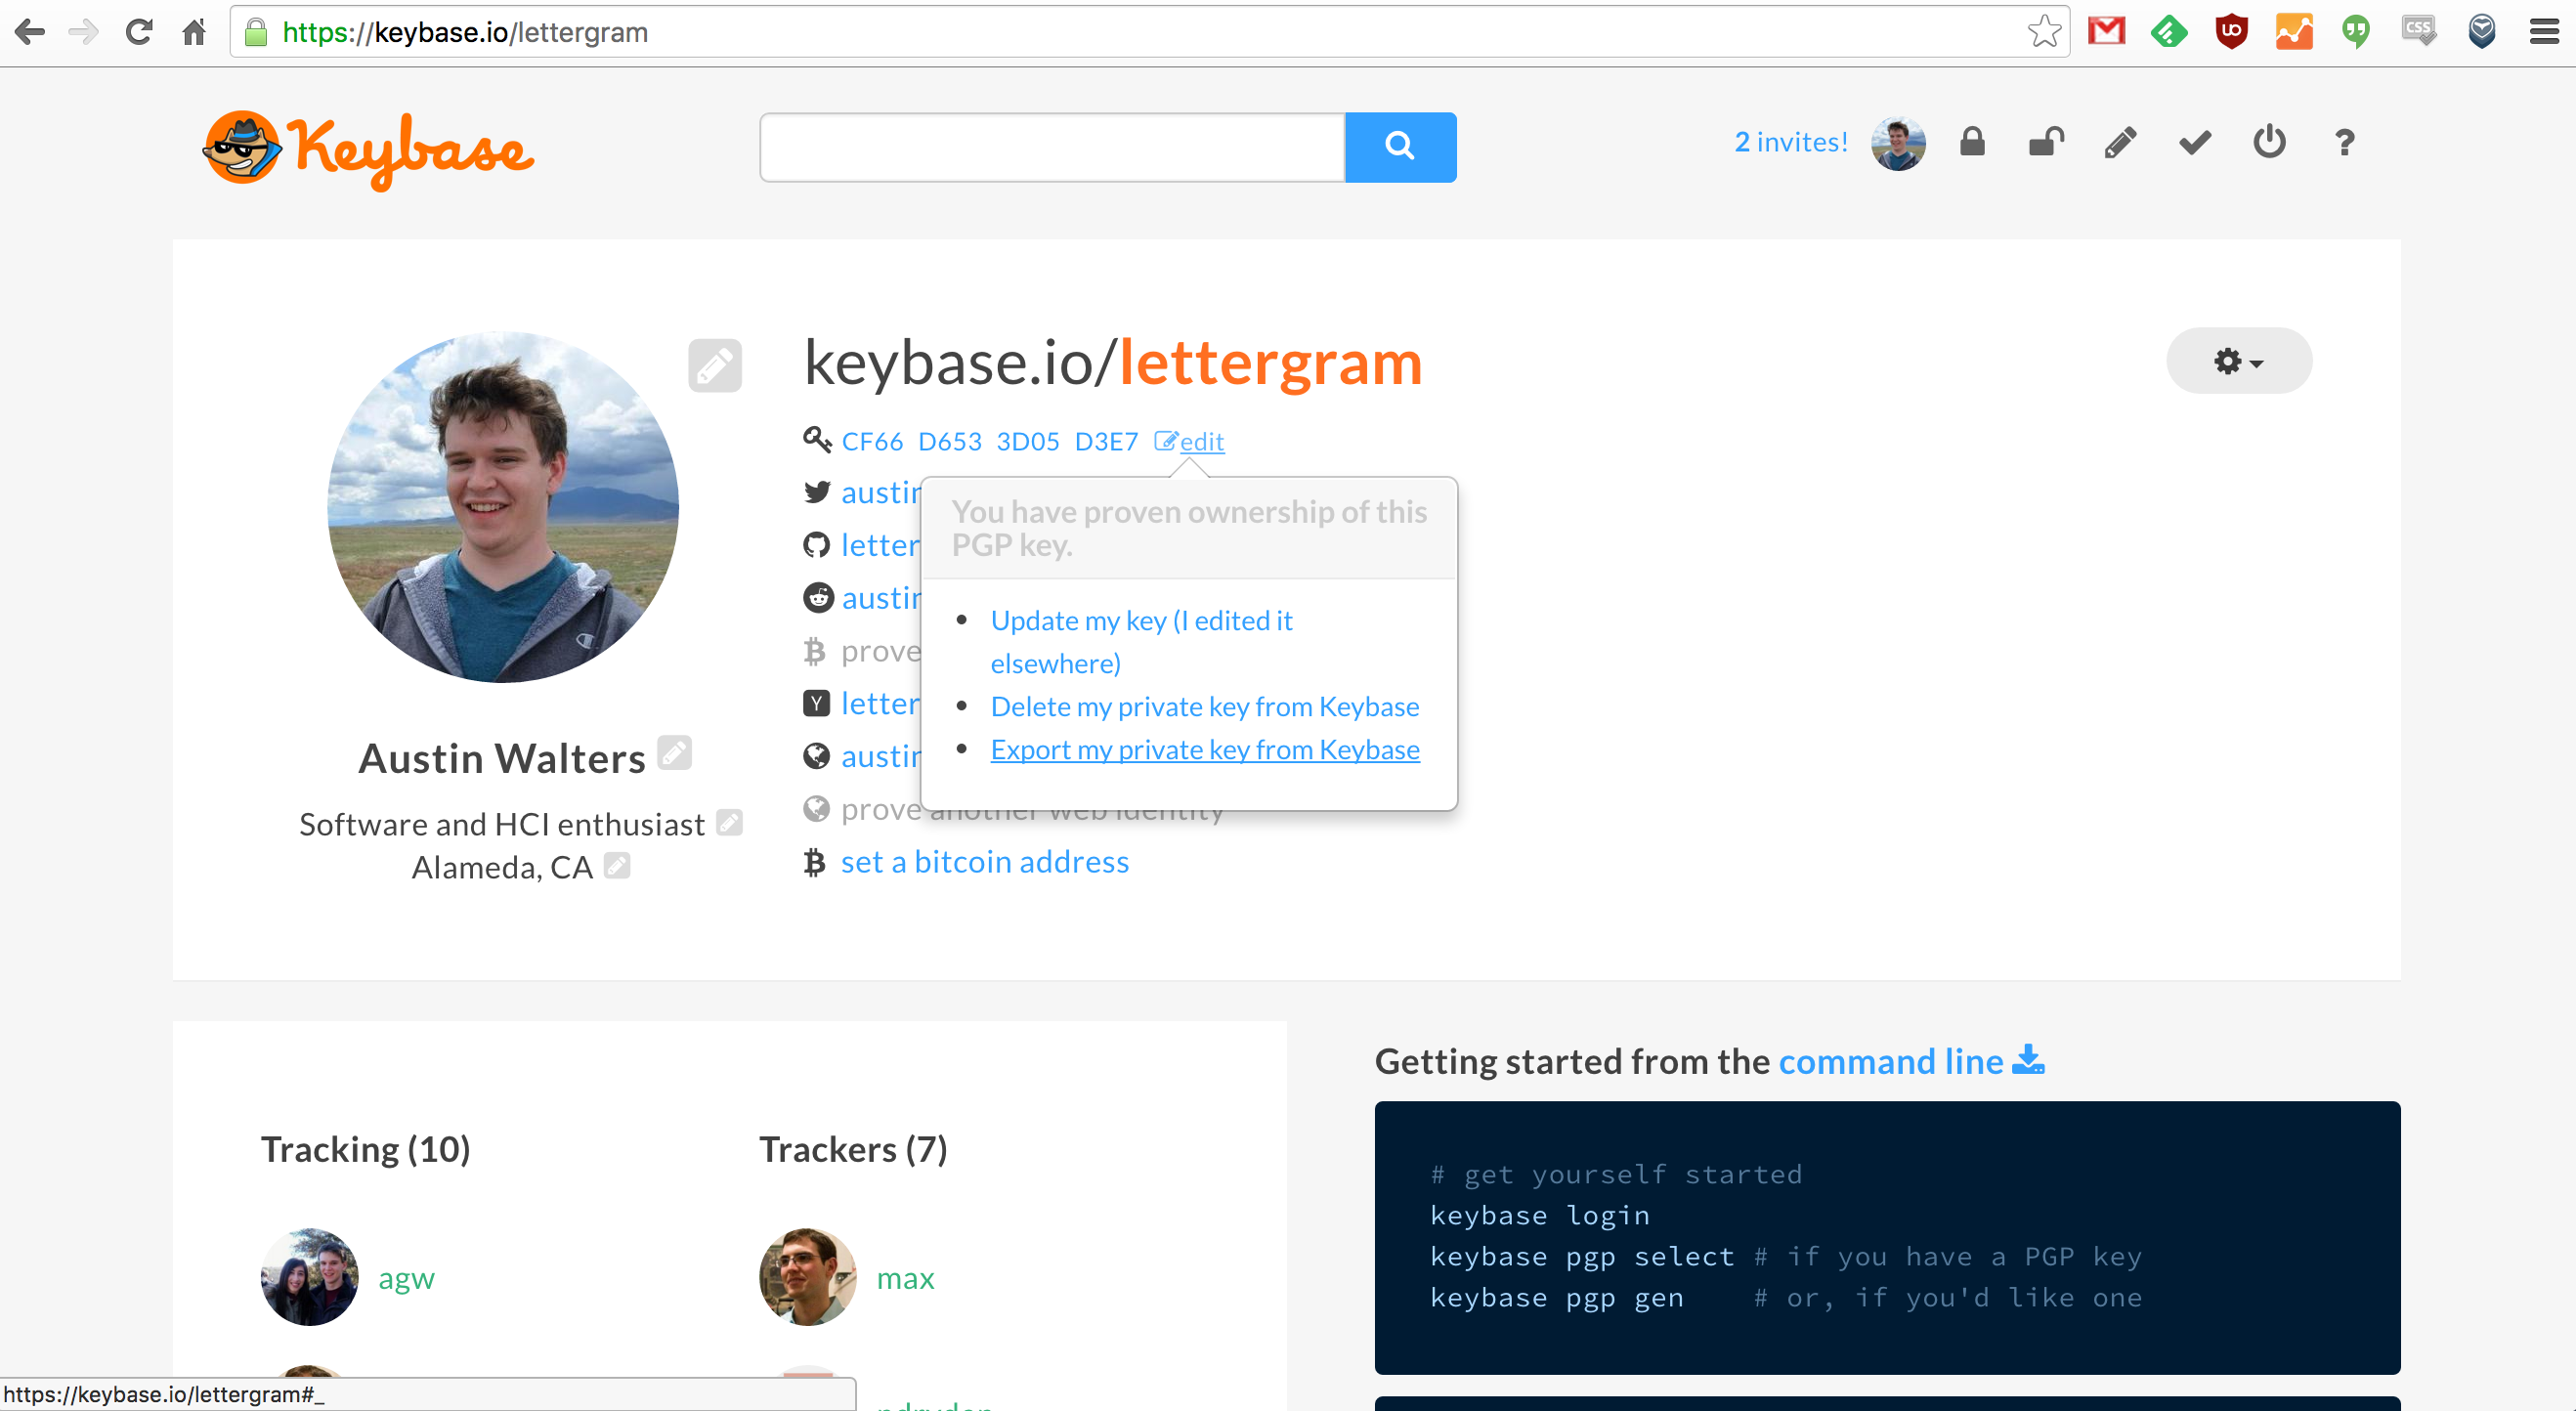 https://keybase.io/lettergram
Keybase
2 invites!
?
keybase.io/lettergram
CF66 D653 3D05 D3E7 edit
austin
letter
austin
prove
letter
austin
prove another web identity
set a bitcoin address
You have proven ownership of this
PGP key.
Update my key (I edited it
elsewhere)
Delete my private key from Keybase
Export my private key from Keybase
Austin Walters
Software and HCI enthusiast
Alameda, CA
Tracking (10)
Trackers (7)
agw
max
Getting started from the command line
# get yourself started
keybase login
keybase pgp select # if you have a PGP key
keybase pgp gen # or, if you'd like one
https://keybase.io/lettergram#_